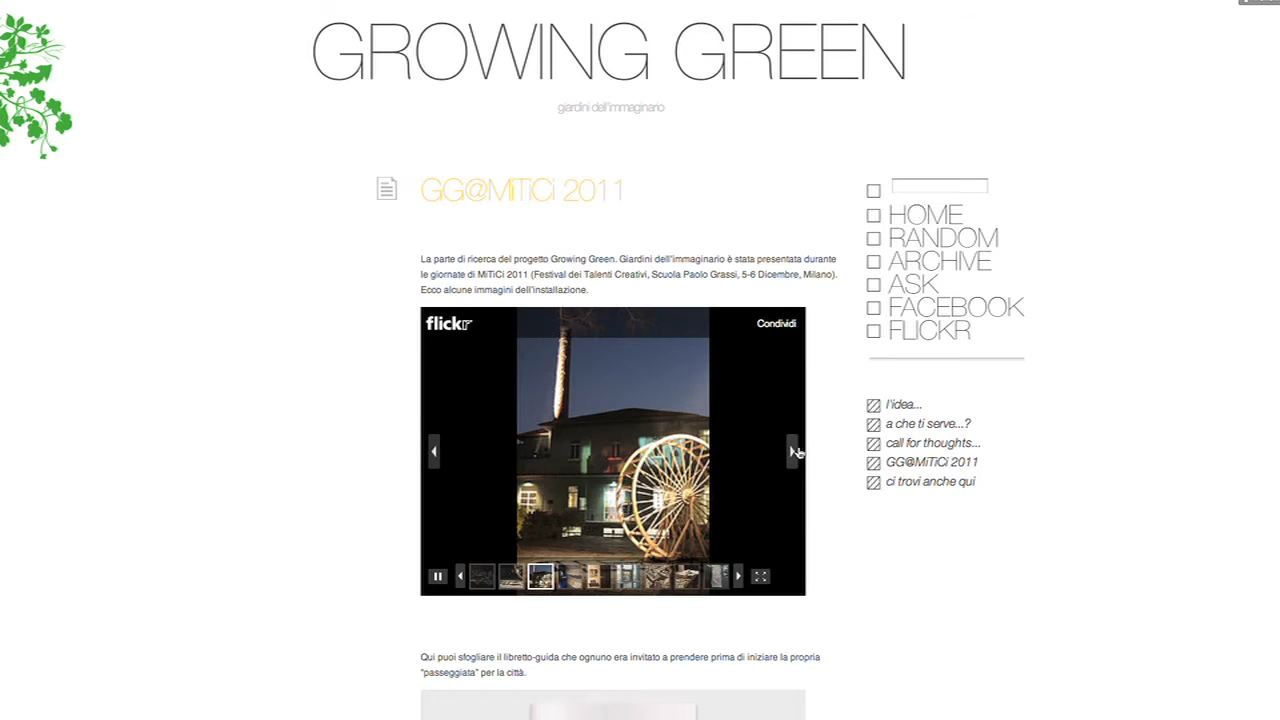 GROWING GREEN
giardini dell'immaginario
GG@MiTiCi 2011
La parte di ricerca del progetto Growing Green. Giardini dell'immaginario è stata presentata durante
le giornate di MiTiCi 2011 (Festival dei Talenti Creativi, Scuola Paolo Grassi, 5-6 Dicembre, Milano).
Ecco alcune immagini dell'installazione.
flickr
Condividi
Qui puoi sfogliare il libretto-guida che ognuno era invitato a prendere prima di iniziare la propria
"passeggiata" per la città.
HOME
RANDOM
ARCHIVE
ASK
FACEBOOK
FLICKR
l'idea...
a che ti serve...?
call for thoughts...
GG@MiTiCi 2011
ci trovi anche qui